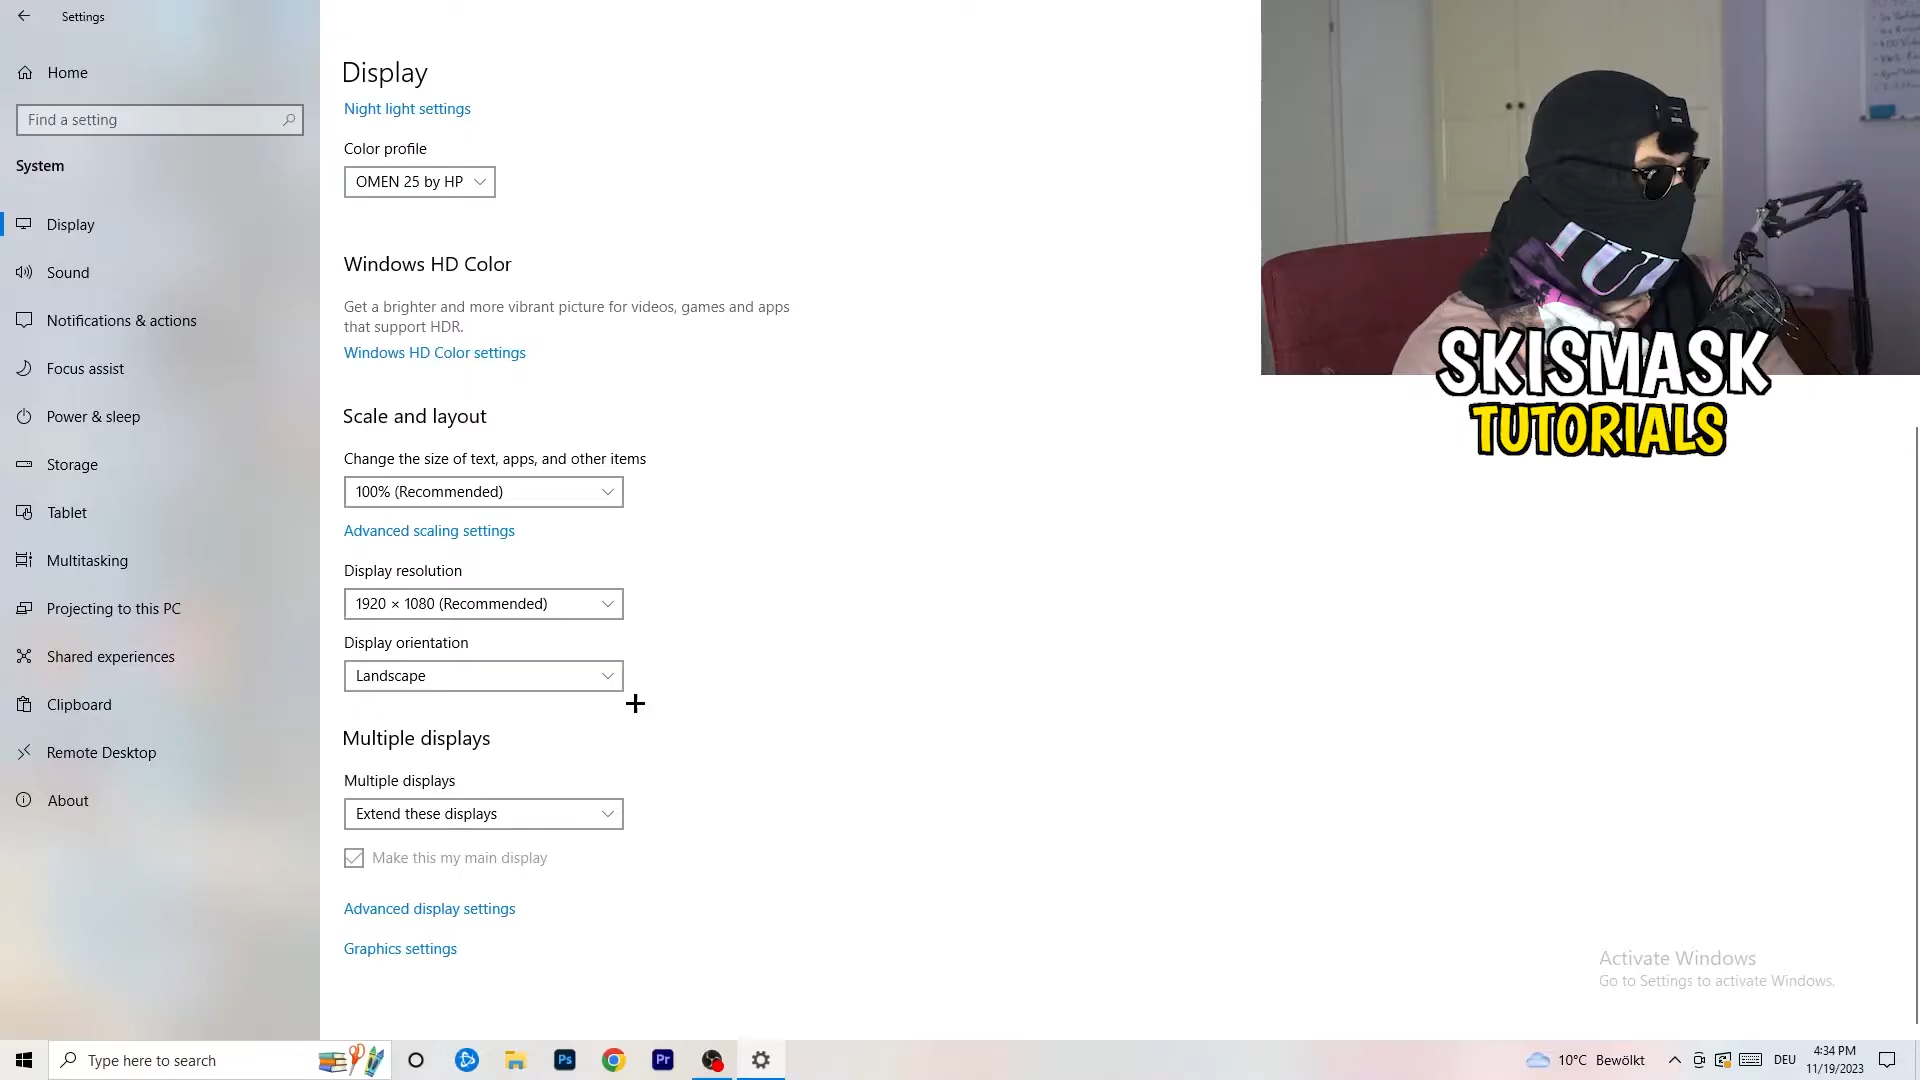 Settings
Home
Find a setting
System
Display
Sound
Notifications & actions
Focus assist
Power & sleep
Storage
Tablet
Multitasking
Projecting to this PC
Shared experiences
Clipboard
Remote Desktop
About
Display
Night light settings
Color profile
OMEN 25 by HP
Windows HD Color
Get a brighter and more vibrant picture for videos, games and apps
that support HDR.
Windows HD Color settings
Scale and layout
Change the size of text, apps, and other items
100% (Recommended)
Advanced scaling settings
Display resolution
1920 × 1080 (Recommended)
Display orientation
Landscape
Multiple displays
Multiple displays
Extend these displays
Make this my main display
Advanced display settings
Graphics settings
SKISMASK
TUTORIALS
Activate Windows
Go to Settings to activate Windows.
Type here to search
Ps
Pr
10°C Bewölkt
DEU
4:34 PM
11/19/2023